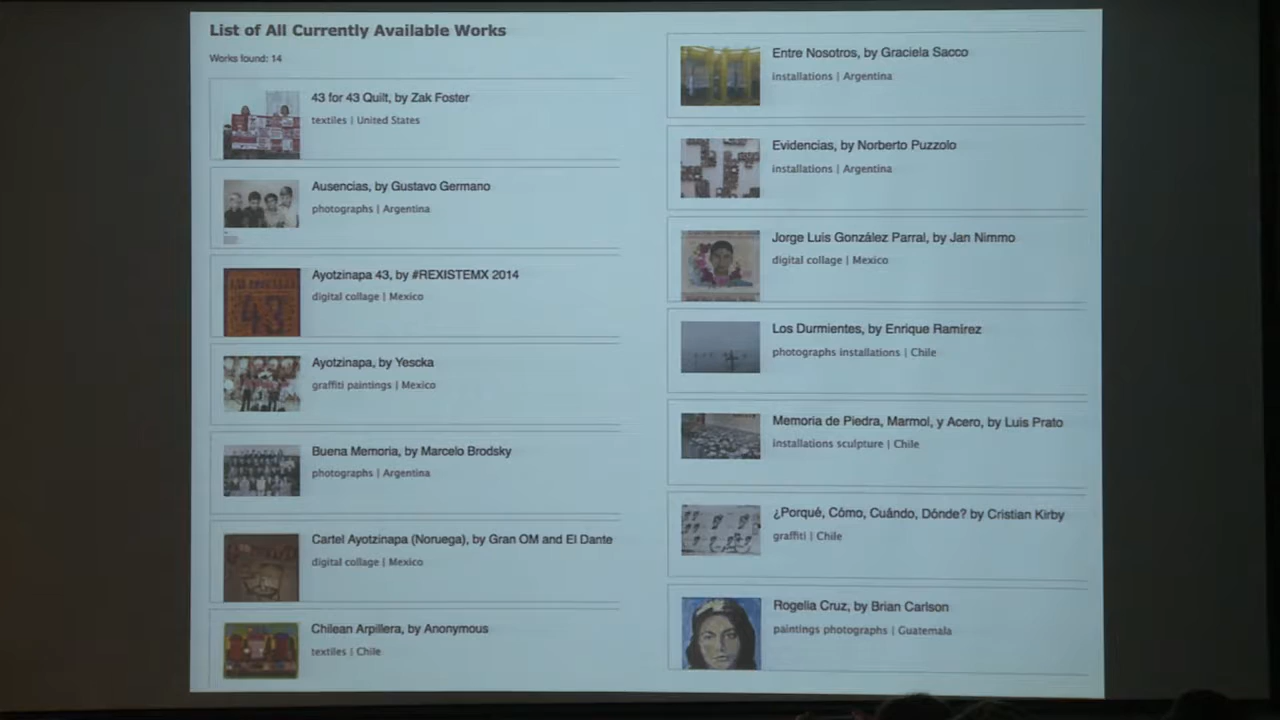 List of All Currently Available Works
Works found: 14
43 for 43 Quilt, by Zak Foster
textiles | United States
Ausencias, by Gustavo Germano
photographs | Argentina
Ayotzinapa 43, by #REXISTEMX 2014
digital collage | Mexico
43
Ayotzinapa, by Yescka
graffiti paintings | Mexico
Buena Memoria, by Marcelo Brodsky
photographs | Argentina
Cartel Ayotzinapa (Noruega), by Gran OM and El Dante
digital collage | Mexico
Chilean Arpillera, by Anonymous
textiles | Chile
Entre Nosotros, by Graciela Sacco
installations | Argentina
Evidencias, by Norberto Puzzolo
installations | Argentina
Jorge Luis González Parral, by Jan Nimmo
digital collage | Mexico
Los Durmientes, by Enrique Ramirez
photographs installations | Chile
Memoria de Piedra, Marmol, y Acero, by Luis Prato
installations sculpture | Chile
¿Porqué, Cómo, Cuándo, Dónde? by Cristian Kirby
graffiti | Chile
Rogelia Cruz, by Brian Carlson
paintings photographs | Guatemala